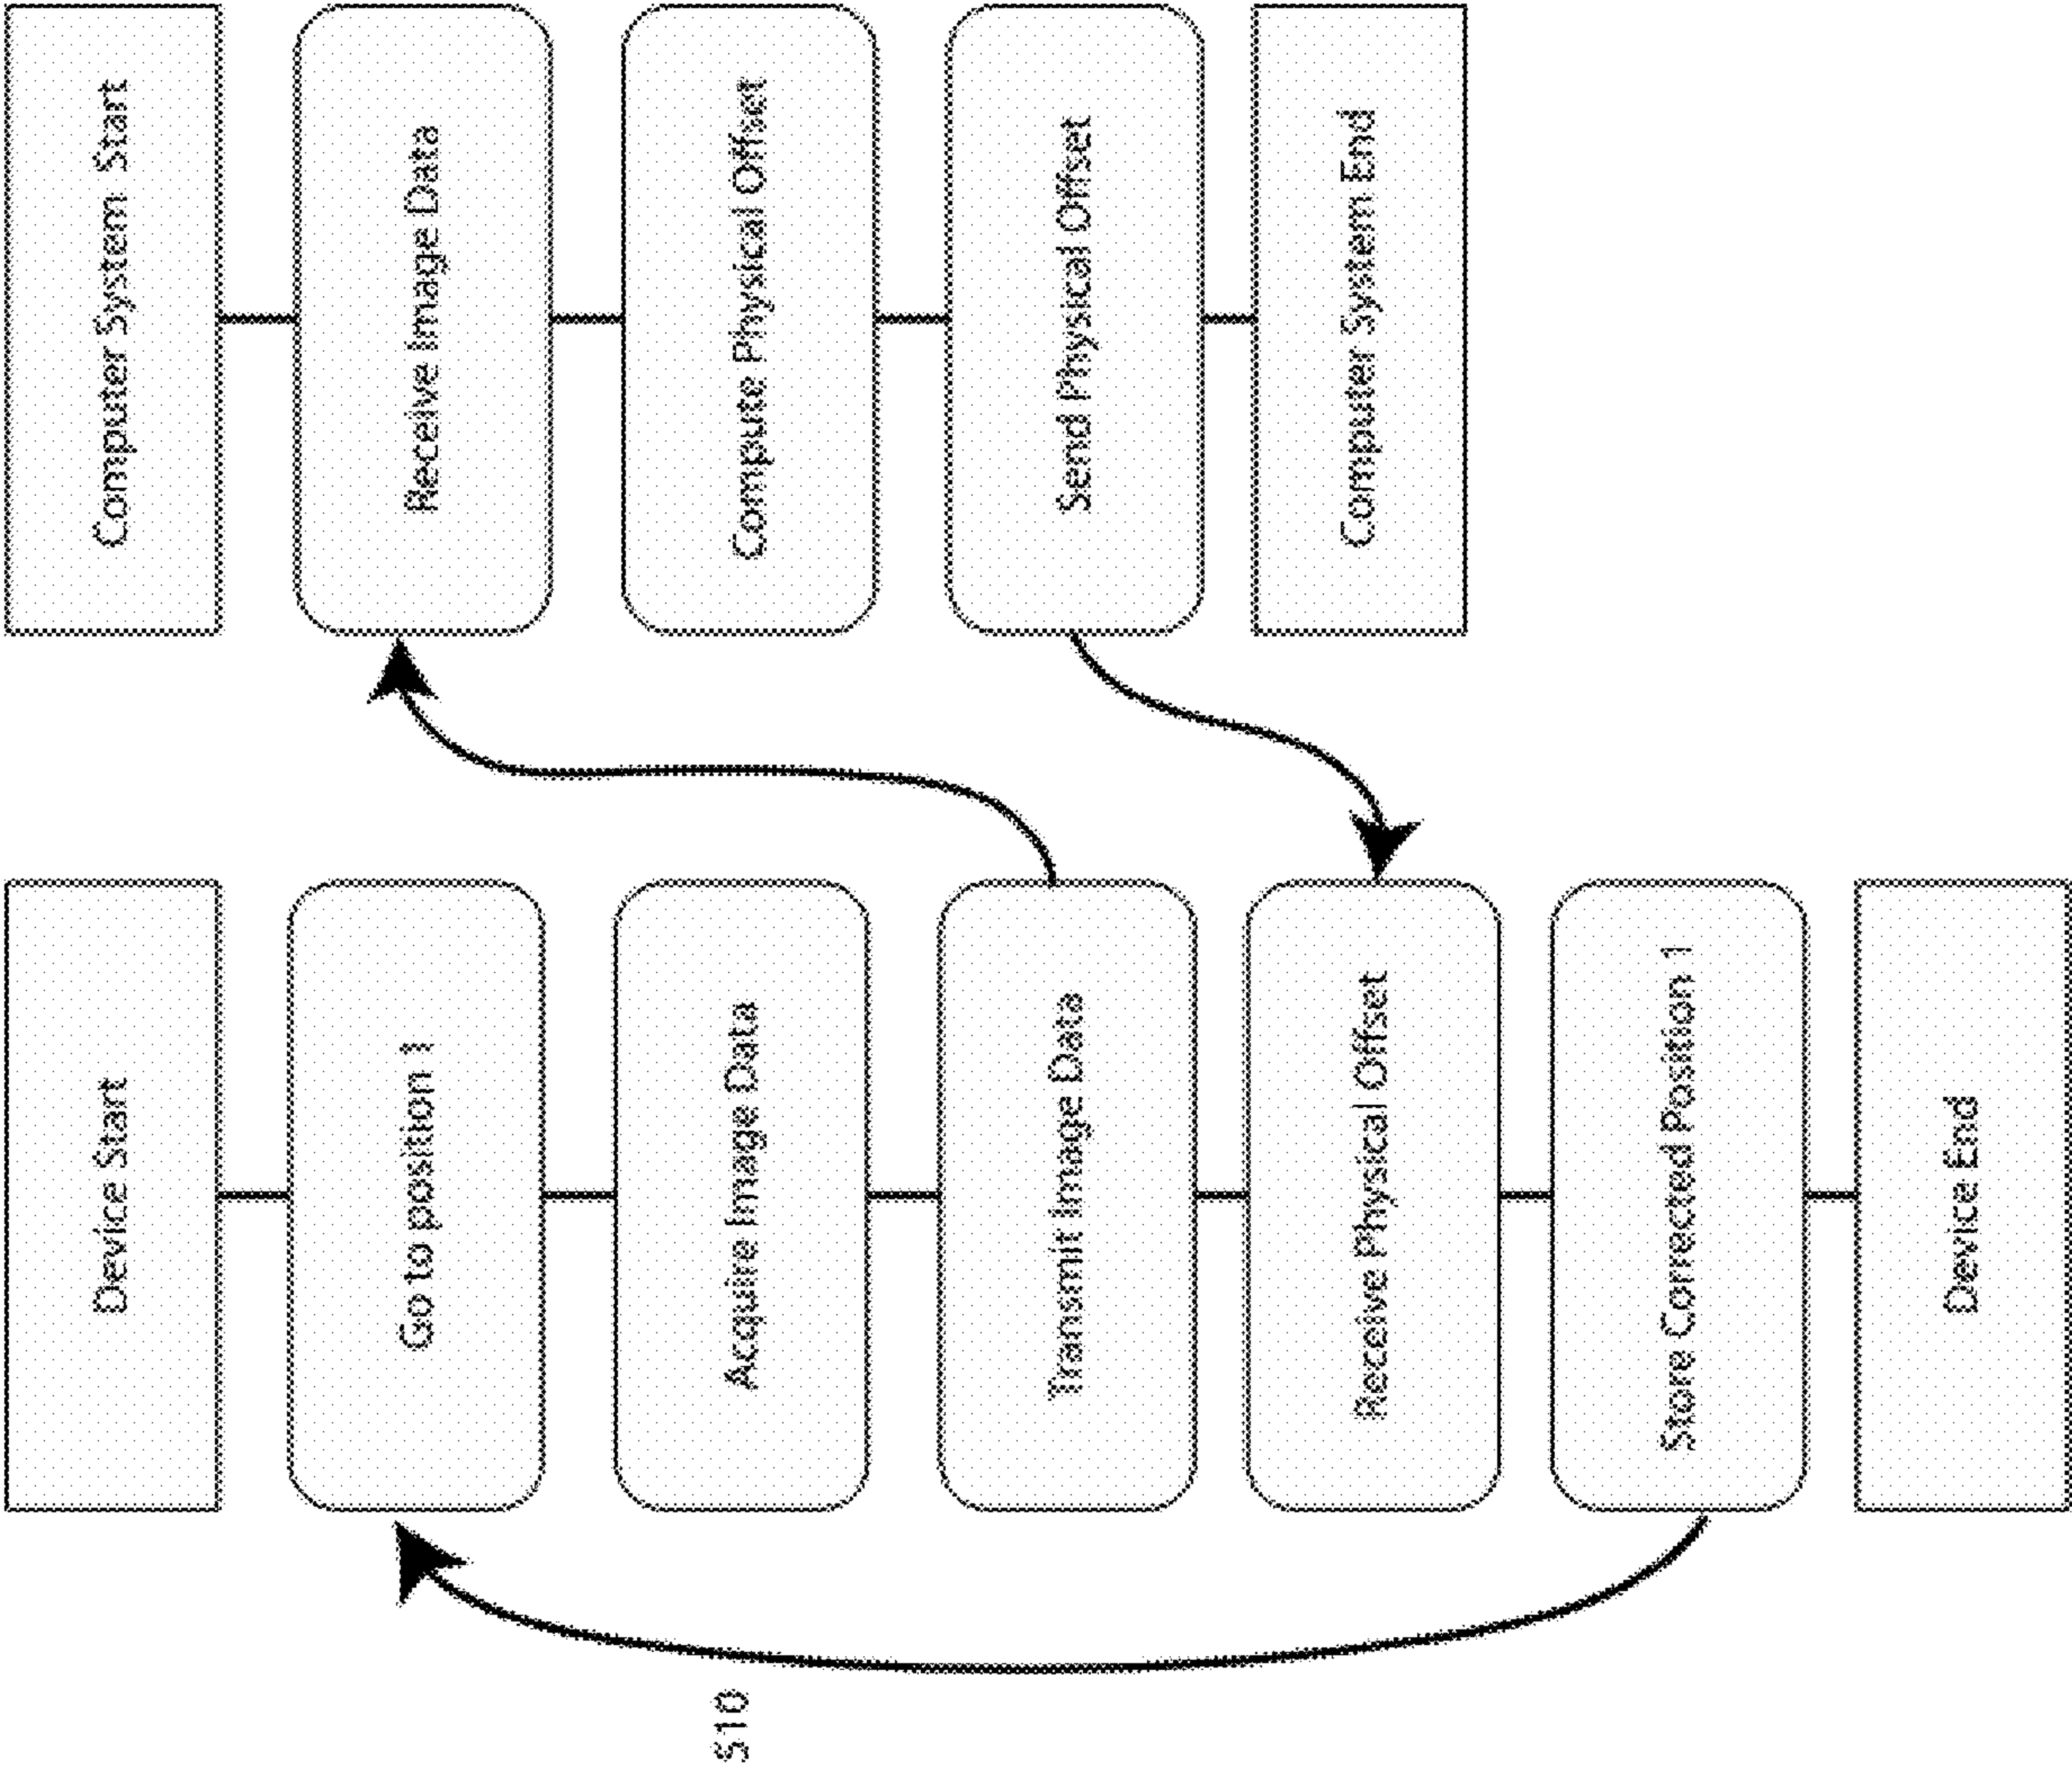 Computer System Start
Receive Image Data
Compute Physical Offset
Send Physical Offset
Computer System End
Device Start
Go to position 1
Acquire Image Data
Transmit Image Data
Receive Physical Offset
Store Corrected Position 1
Device End
S10